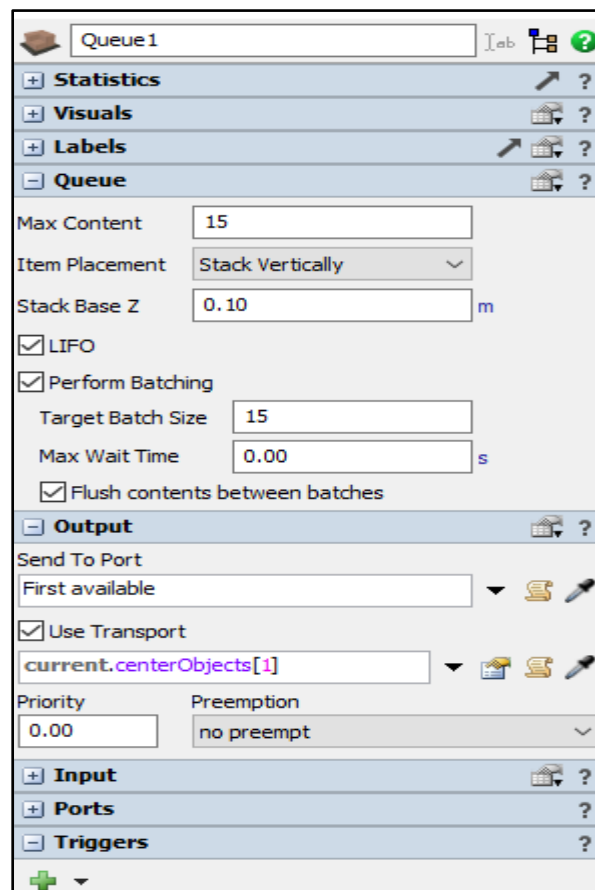 Queue1
Statistics ?
Visuals ?
Labels ?
Queue ?
Max Content 15
Item Placement Stack Vertically
Stack Base Z 0.10 m
LIFO
Perform Batching
Target Batch Size 15
Max Wait Time 0.00 s
Flush contents between batches
Output ?
Send To Port
First available
Use Transport
current.centerObjects[1]
Priority Preemption
0.00 no preempt
Input ?
Ports ?
Triggers ?